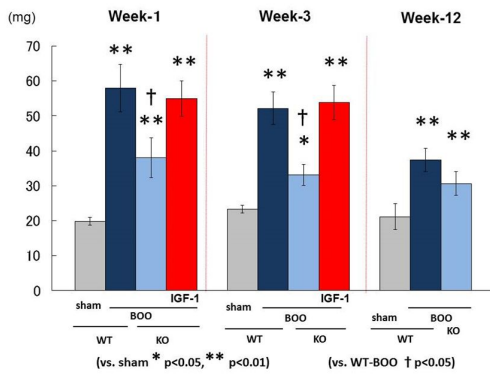 Week-1 Week-3 Week-12
(mg)
70
60
50
40
30
20
10
0
** † ** **
** † * **
** **
sham IGF-1 sham IGF-1 sham
BOO BOO BOO
WT KO WT KO WT KO
(vs. sham * p<0.05, ** p<0.01) (vs. WT-BOO † p<0.05)